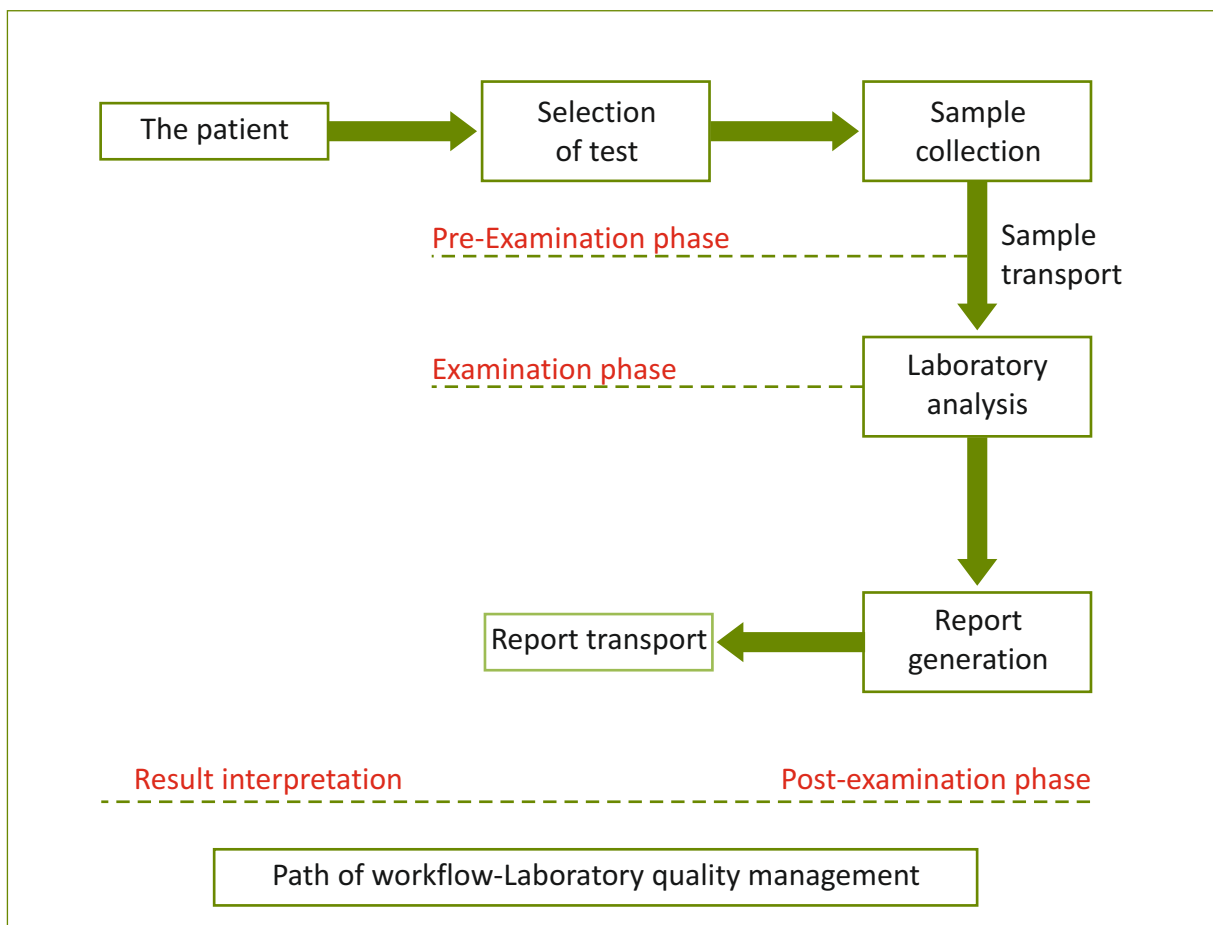 The patient
Selection
of test
Sample
collection
Pre-Examination phase
Sample
transport
Examination phase
Laboratory
analysis
Report transport
Report
generation
Result interpretation
Post-examination phase
Path of workflow-Laboratory quality management